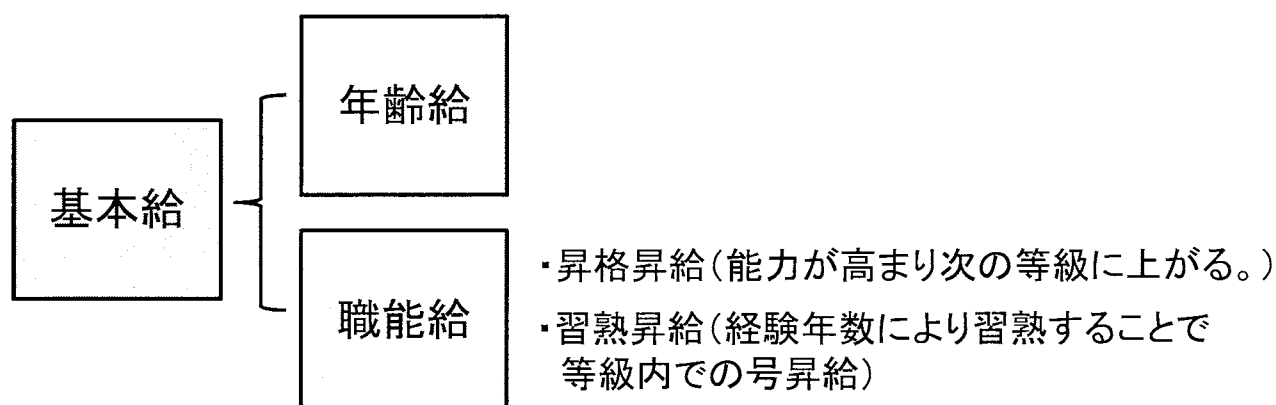 年齢給
基本給
職能給
・昇格昇給(能力が高まり次の等級に上がる。)
・習熟昇給(経験年数により習熟することで
等級内での号昇給)